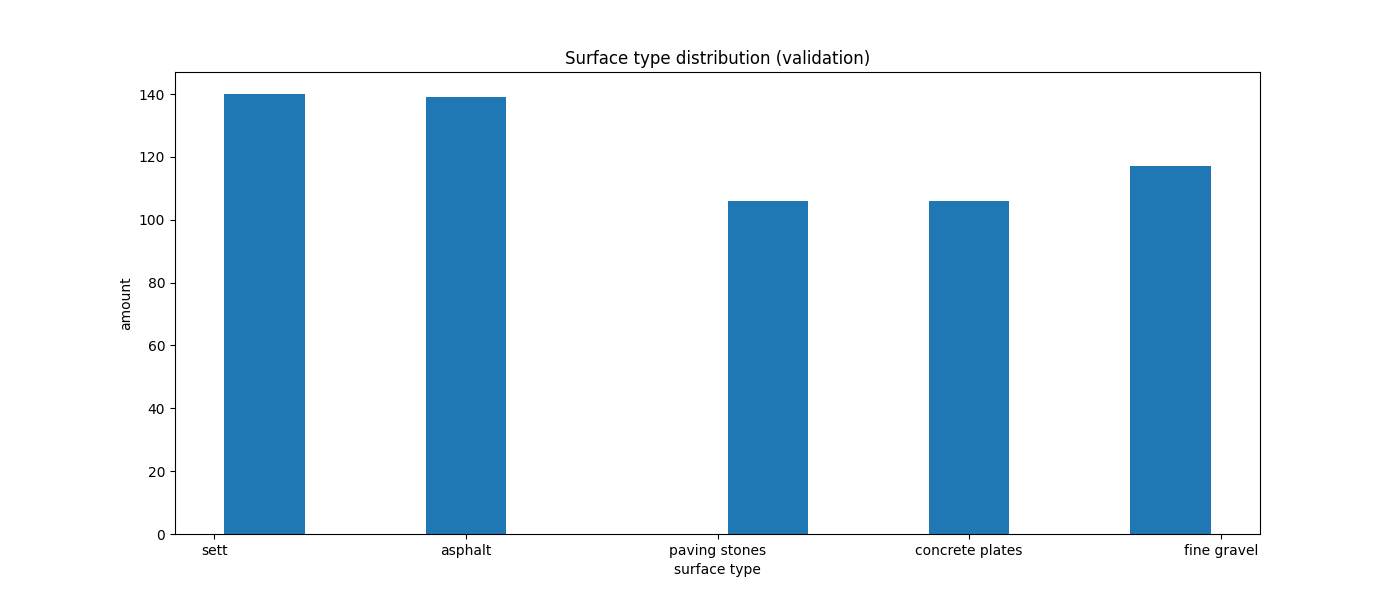 Surface type distribution (validation)
140
120
100
80
60
40
20
0
amount
sett
asphalt
paving stones
concrete plates
fine gravel
surface type